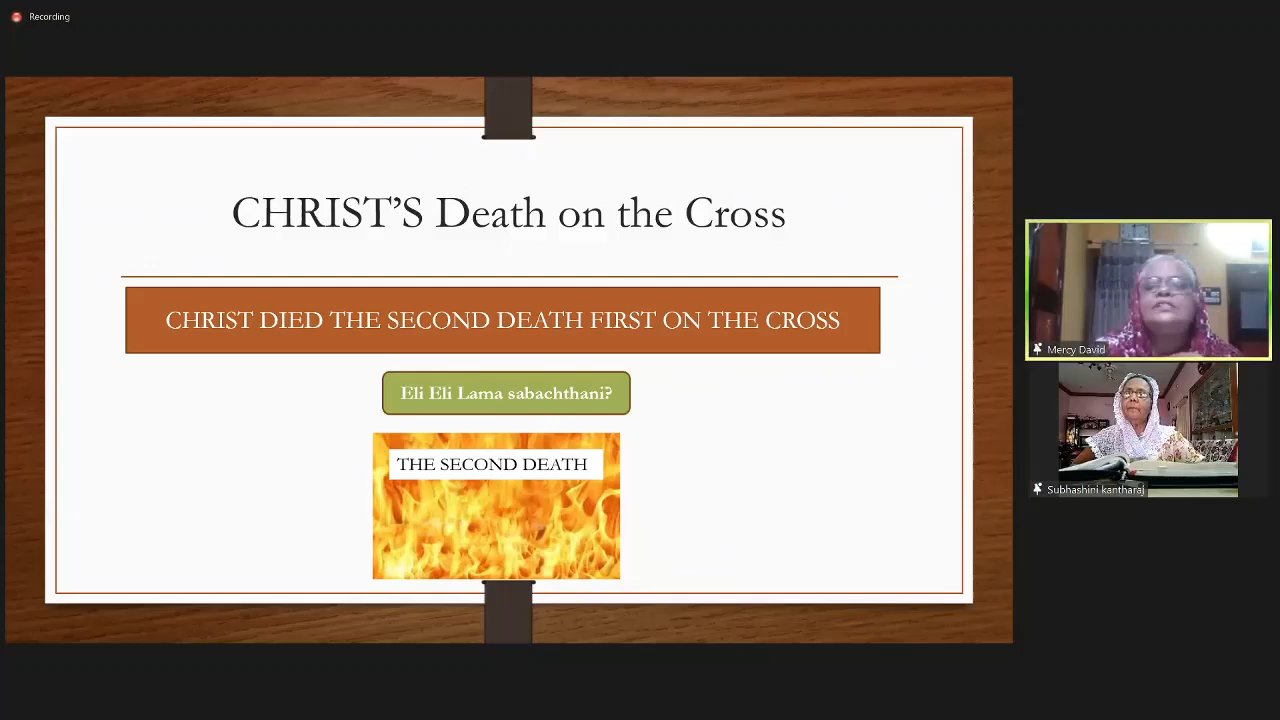 Recording
CHRIST'S Death on the Cross
CHRIST DIED THE SECOND DEATH FIRST ON THE CROSS
Eli Eli Lama sabachthani?
THE SECOND DEATH
Mercy David
Subhashini kantharaj